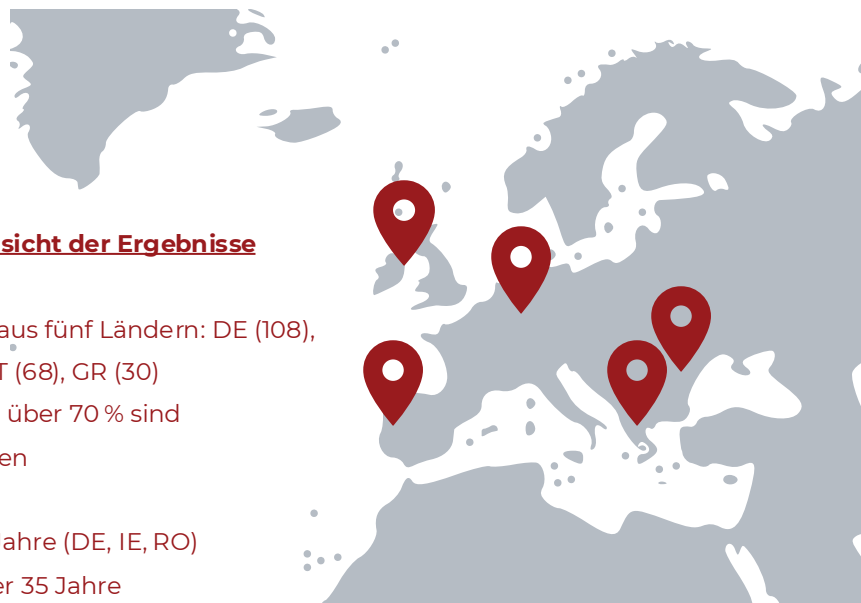 sicht der Ergebnisse
aus fünf Ländern: DE (108),
T (68), GR (30)
über 70 % sind
en
ahre (DE, IE, RO)
er 35 Jahre